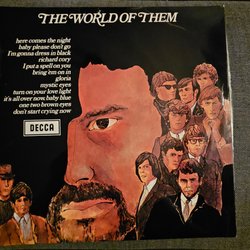 THE WORLD OF THEM
here comes the night
baby please don't go
I'm gonna dress in black
richard cory
I put a spell on you
bring 'em on in
gloria
mystic eyes
turn on your love light
it's all over now, baby blue
one two brown eyes
don't start crying now
DECCA